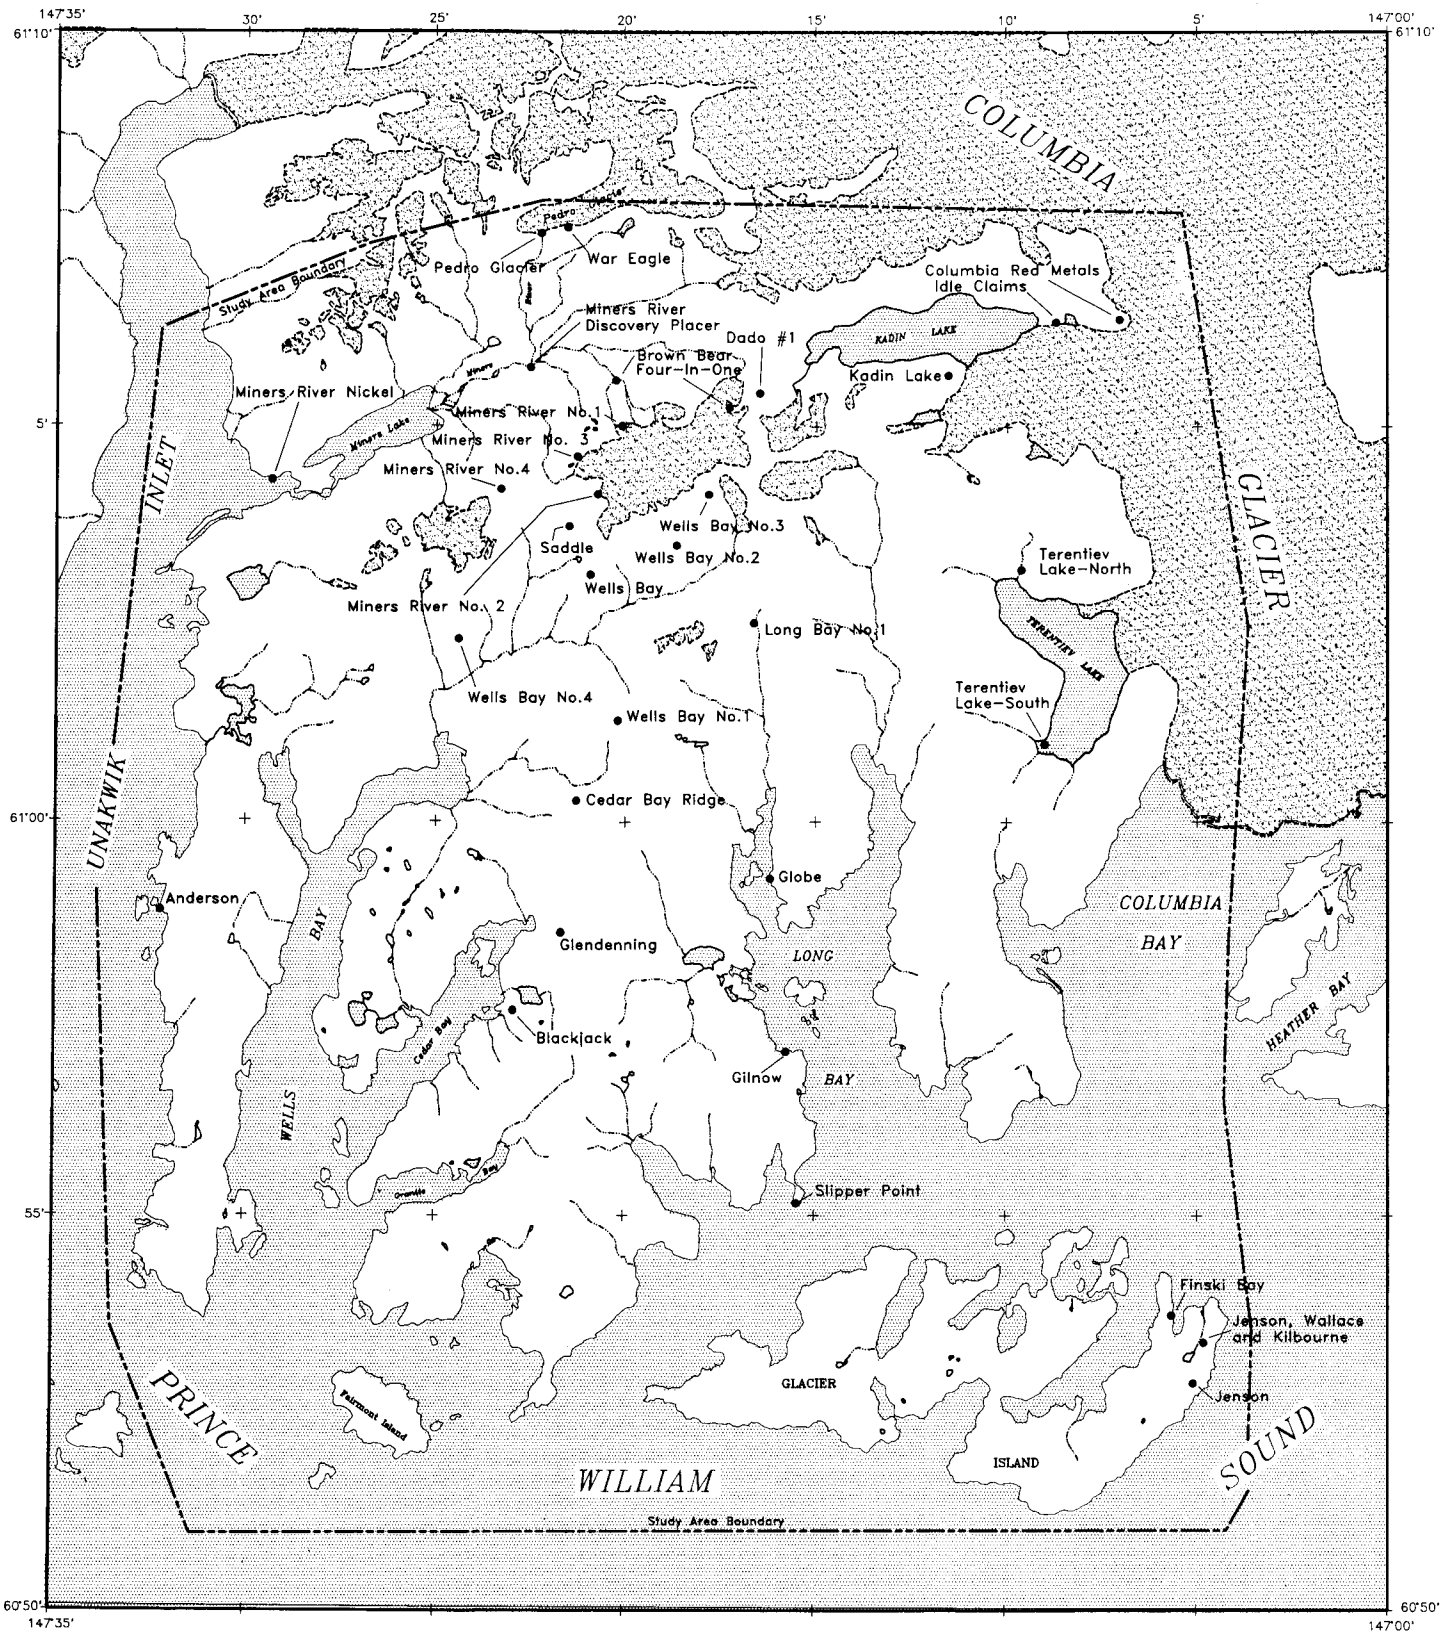 147°35'
30'
25'
20'
15'
10'
5'
147°00'
61°10'
61°10'
COLUMBIA
Pedro Glacier
Pedro Glacier
War Eagle
Study Area Boundary
Columbia Red Metals
Idle Claims
Miners River
Discovery Placer
River
Dado #1
KADIN LAKE
Brown Bear
Four-In-One
Miners
Kadin Lake
Miners River Nickel
Miners River No.1
5'
Miners Lake
Miners River No. 3
Miners River No.4
INLET
GLACIER
Wells Bay No.3
Saddle
Wells Bay No.2
Terentiev
Lake-North
Wells Bay
Miners River No. 2
Long Bay No.1
TERENTIEV LAKE
Wells Bay No.4
Terentiev
Lake-South
Wells Bay No.1
UNAKWIK
Cedar Bay Ridge
61°00'
Globe
Anderson
COLUMBIA
BAY
BAY
Glendenning
LONG
HEATHER BAY
Cedar Bay
Blackjack
Gilnow
BAY
WELLS
Granite Bay
Slipper Point
55'
Finski Bay
Jenson, Wallace
and Kilbourne
GLACIER
Jenson
Fairmont Island
PRINCE
ISLAND
SOUND
WILLIAM
Study Area Boundary
60°50'
60°50'
147°35'
147°00'